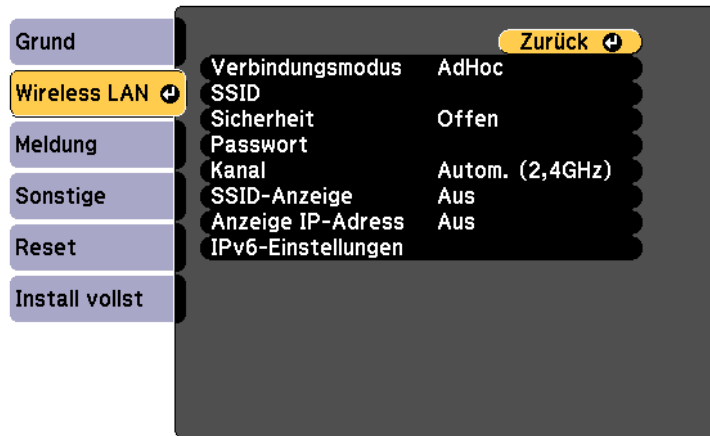 Grund
Wireless LAN
Meldung
Sonstige
Reset
Install vollst
Zurück
Verbindungsmodus AdHoc
SSID
Sicherheit Offen
Passwort
Kanal Autom. (2,4GHz)
SSID-Anzeige Aus
Anzeige IP-Adress Aus
IPv6-Einstellungen